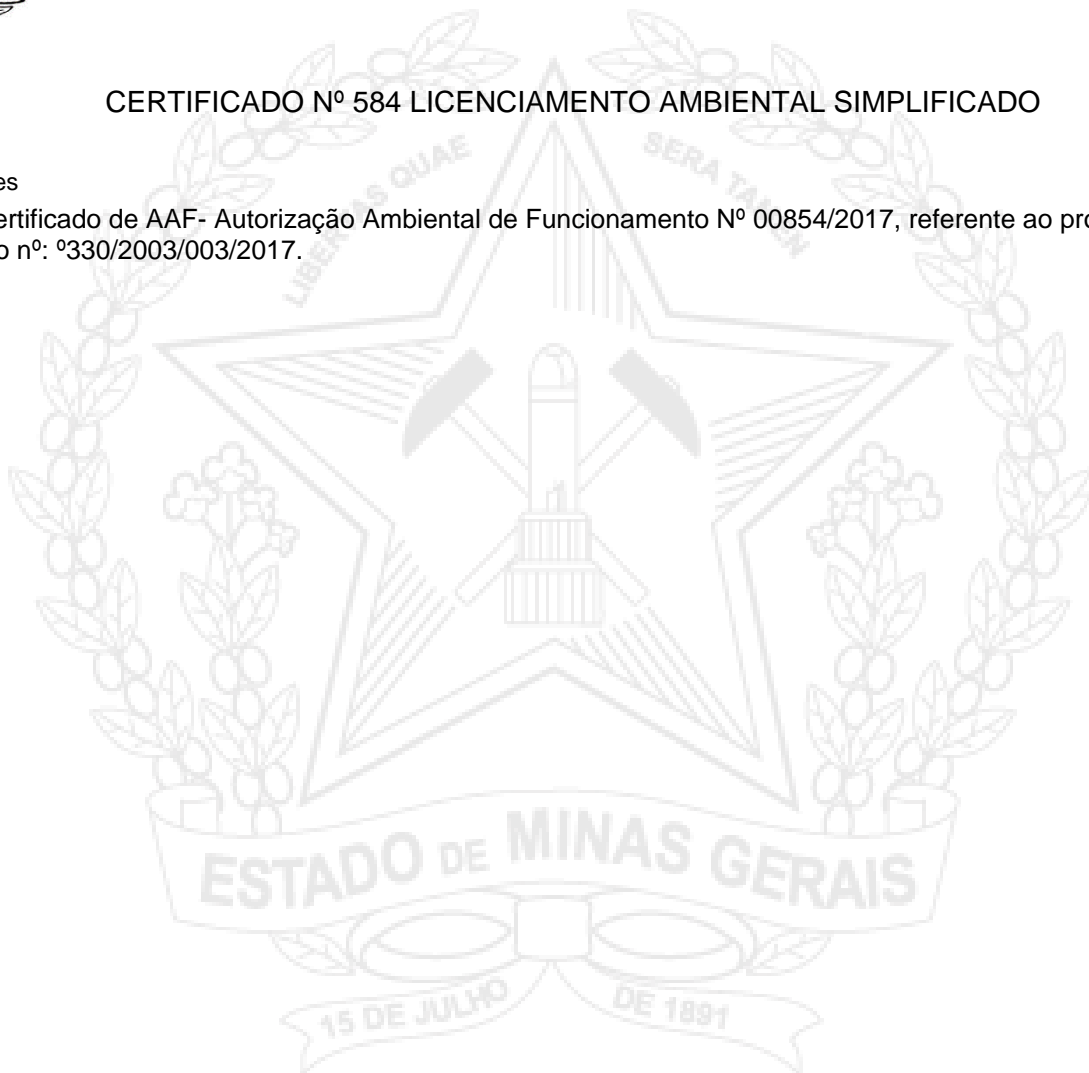 CERTIFICADO Nº 584 LICENCIAMENTO AMBIENTAL SIMPLIFICADO
es
ertificado de AAF- Autorização Ambiental de Funcionamento Nº 00854/2017, referente ao pro
o nº: º330/2003/003/2017.
LIBERTAS QUAE SERA TAMEN
ESTADO DE MINAS GERAIS
15 DE JULHO DE 1891